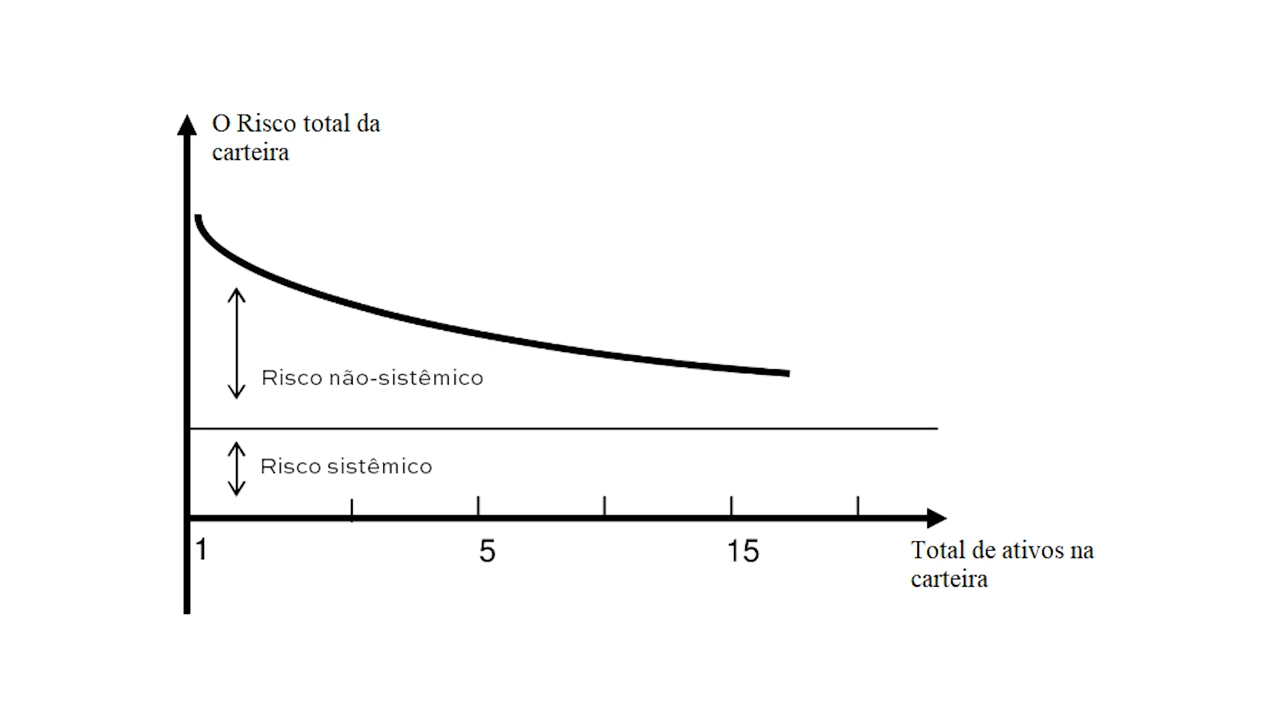 O Risco total da
carteira
Risco não-sistêmico
Risco sistêmico
1
5
15
Total de ativos na
carteira